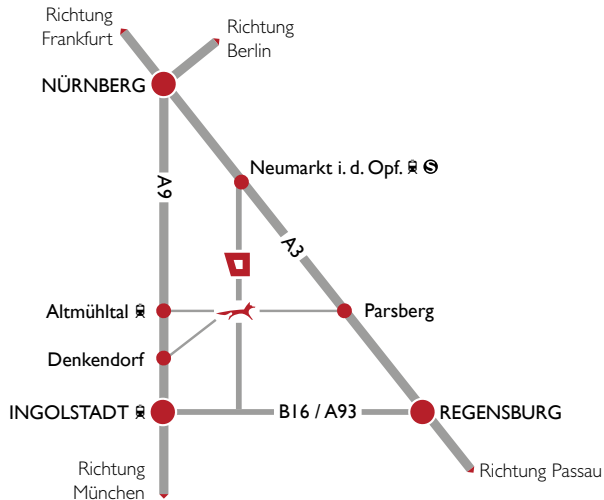 Richtung
Frankfurt
Richtung
Berlin
NÜRNBERG
Neumarkt i. d. Opf. S
A9
A3
Altmühltal
Parsberg
Denkendorf
INGOLSTADT
B16 / A93
REGENSBURG
Richtung
München
Richtung Passau